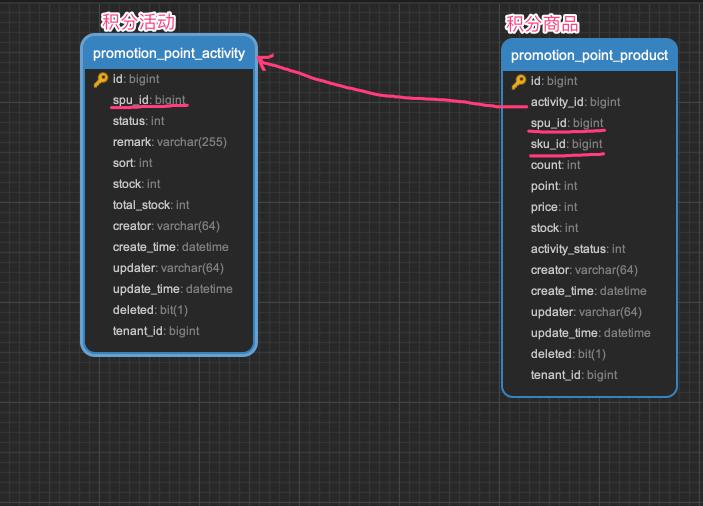 积分活动
promotion_point_activity
id: bigint
spu_id: bigint
status: int
remark: varchar(255)
sort: int
stock: int
total_stock: int
creator: varchar(64)
create_time: datetime
updater: varchar(64)
update_time: datetime
deleted: bit(1)
tenant_id: bigint
积分商品
promotion_point_product
id: bigint
activity_id: bigint
spu_id: bigint
sku_id: bigint
count: int
point: int
price: int
stock: int
activity_status: int
creator: varchar(64)
create_time: datetime
updater: varchar(64)
update_time: datetime
deleted: bit(1)
tenant_id: bigint